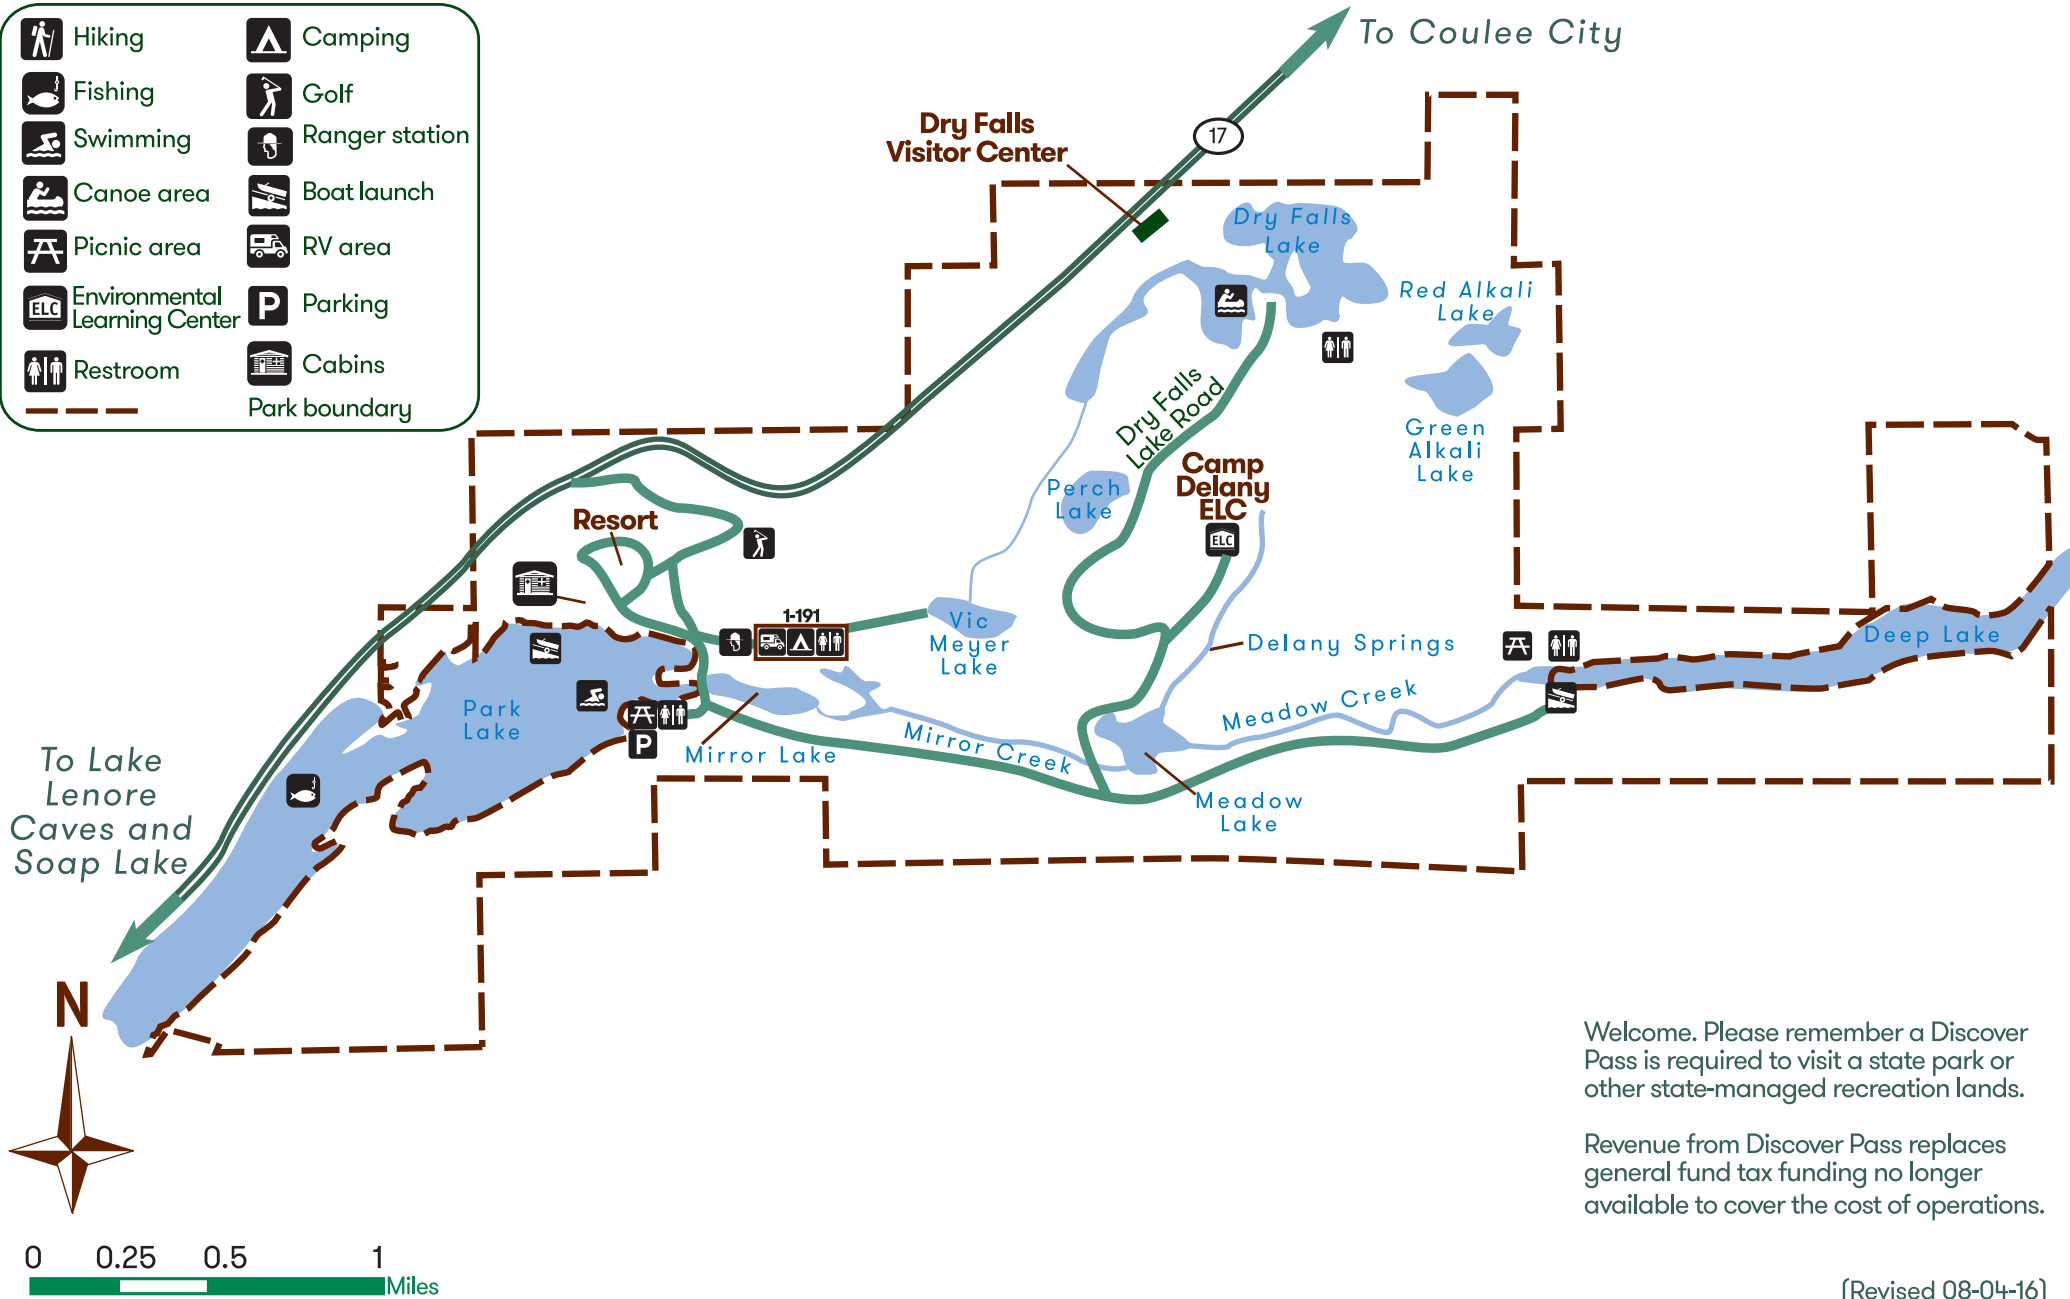 Hiking
Fishing
Swimming
Canoe area
Picnic area
ELC
Environmental
Learning Center
Restroom
Camping
Golf
Ranger station
Boat launch
RV area
P
Parking
Cabins
Park boundary
To Coulee City
17
Dry Falls
Visitor Center
Dry Falls
Lake
Red Alkali
Lake
Green
Alkali
Lake
Dry Falls
Lake Road
Camp
Delany
ELC
ELC
Perch
Lake
Resort
1-191
Vic
Meyer
Lake
Delany Springs
Deep Lake
Park
Lake
P
Mirror Lake
Mirror Creek
Meadow Creek
Meadow
Lake
To Lake
Lenore
Caves and
Soap Lake
N
0 0.25 0.5 1
Miles
Welcome. Please remember a Discover
Pass is required to visit a state park or
other state-managed recreation lands.
Revenue from Discover Pass replaces
general fund tax funding no longer
available to cover the cost of operations.
(Revised 08-04-16)